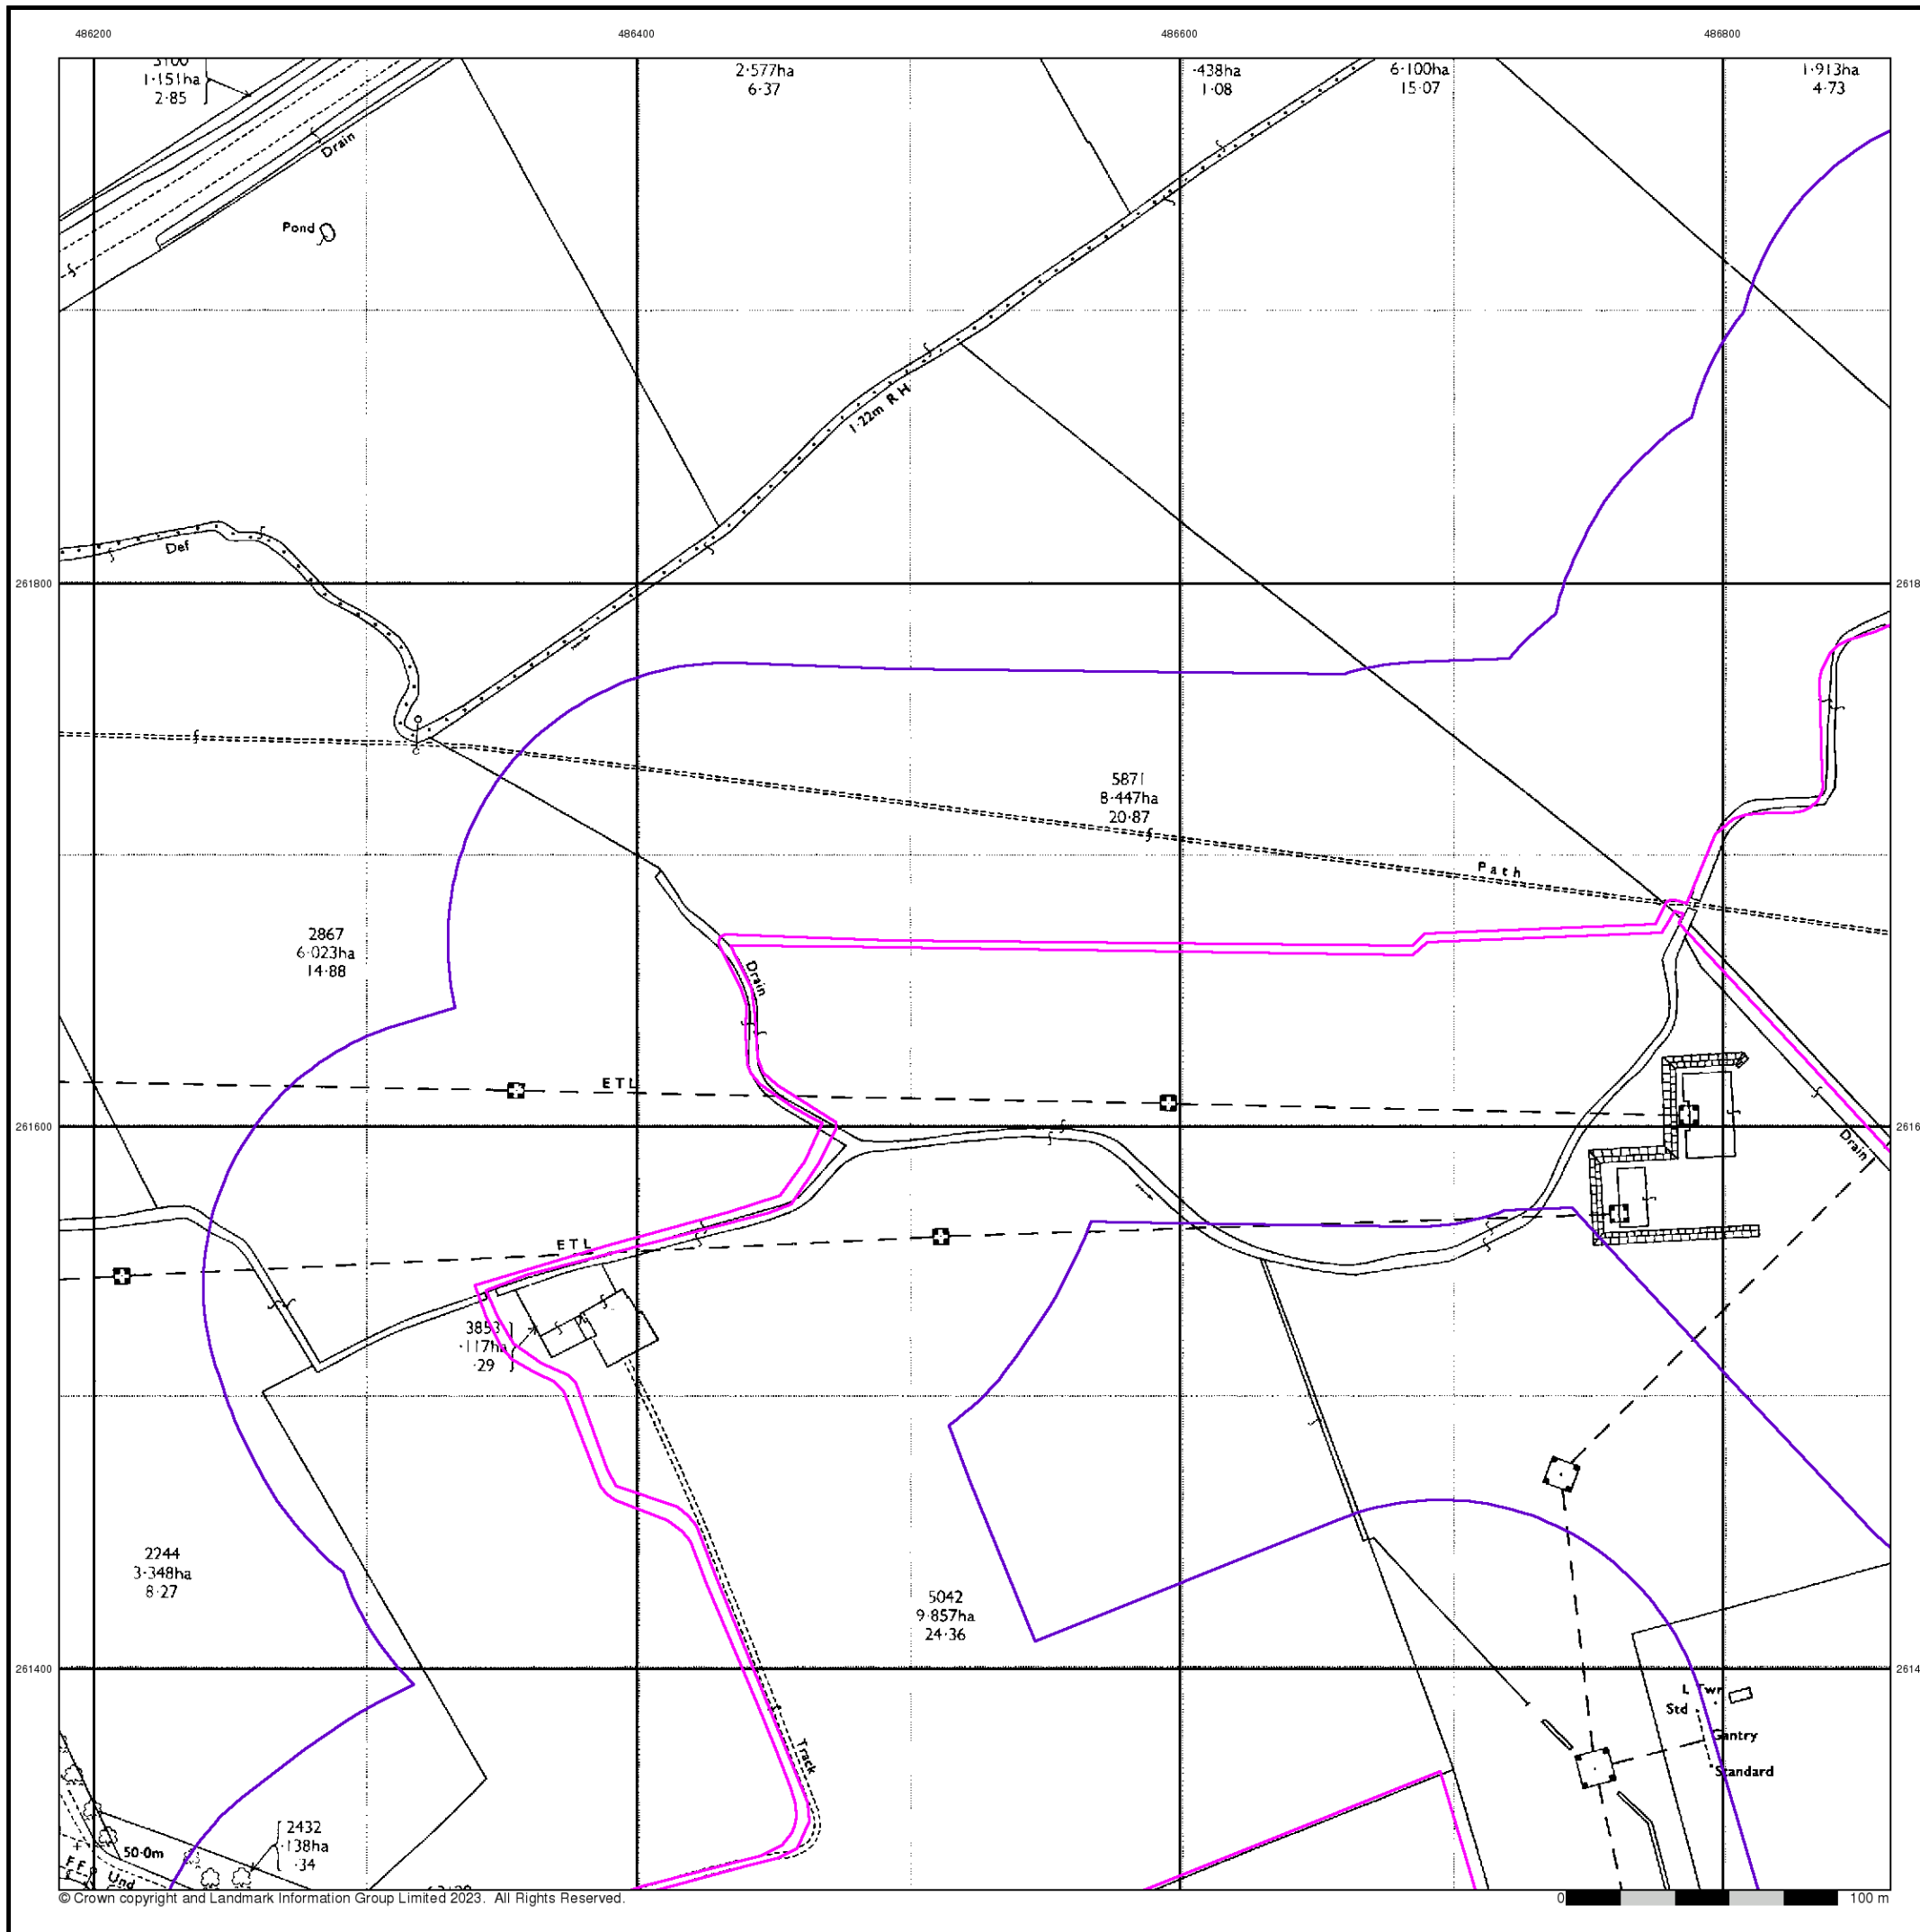 486200
486400
486600
486800
3100
1·151ha
2·85
2·577ha
6·37
·438ha
1·08
6·100ha
15·07
1·913ha
4·73
Drain
Pond
1·22m R H
Def
261800
2618
5871
8·447ha
20·87
Path
2867
6·023ha
14·88
Drain
E T L
261600
2616
Drain
E T L
3853
·117ha
·29
2244
3·348ha
8·27
5042
9·857ha
24·36
261400
2614
L Twr
Std
Gantry
Standard
Track
2432
·138ha
·34
50·0m
F F
Und
© Crown copyright and Landmark Information Group Limited 2023. All Rights Reserved.
0
100 m